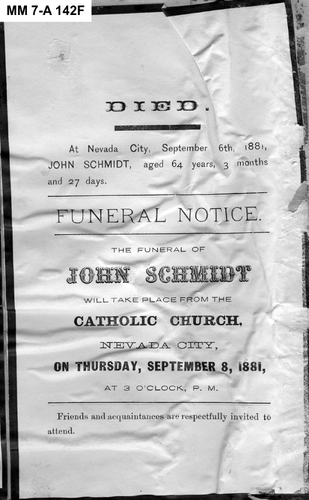 MM 7-A 142F
DIED.
At Nevada City, September 6th, 1881,
JOHN SCHMIDT, aged 64 years, 3 months
and 27 days.
FUNERAL NOTICE.
THE FUNERAL OF
JOHN SCHMIDT
WILL TAKE PLACE FROM THE
CATHOLIC CHURCH,
NEVADA CITY,
ON THURSDAY, SEPTEMBER 8, 1881,
AT 3 O'CLOCK, P. M.
Friends and acquaintances are respectfully invited to
attend.